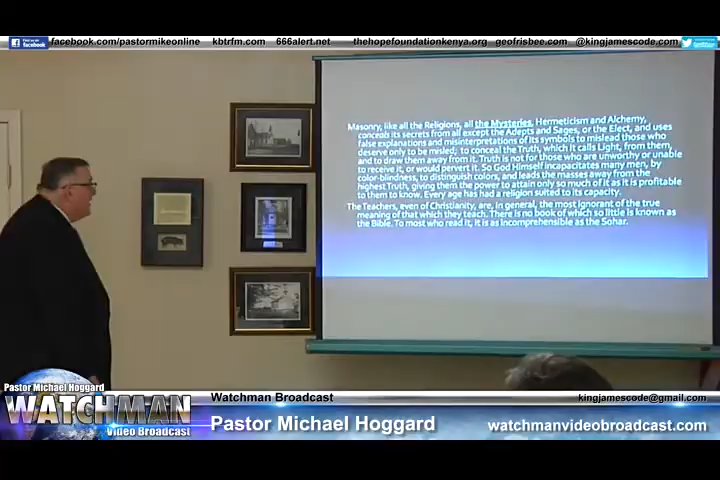 facebook.com/pastormikeonline kbtrfm.com 666alert.net thehopefoundationkenya.org geofrisbee.com @kingjamescode.com
Masonry, like all the Religions, all the Mysteries, Hermeticism and Alchemy,
conceals its secrets from all except the Adepts and Sages, or the Elect, and uses
false explanations and misinterpretations of its symbols to mislead those who
deserve only to be misled; to conceal the Truth, which it calls Light, from them,
and to draw them away from it. Truth is not for those who are unworthy or unable
to receive it, or would pervert it. So God Himself incapacitates many men, by
color-blindness, to distinguish colors, and leads the masses away from the
highest Truth, giving them the power to attain only so much of it as it is profitable
to them to know. Every age has had a religion suited to its capacity.
The Teachers, even of Christianity, are, in general, the most ignorant of the true
meaning of that which they teach. There is no book of which so little is known as
the Bible. To most who read it, it is as incomprehensible as the Sohar.
Pastor Michael Hoggard
WATCHMAN
Video Broadcast
Watchman Broadcast
kingjamescode@gmail.com
Pastor Michael Hoggard
watchmanvideobroadcast.com